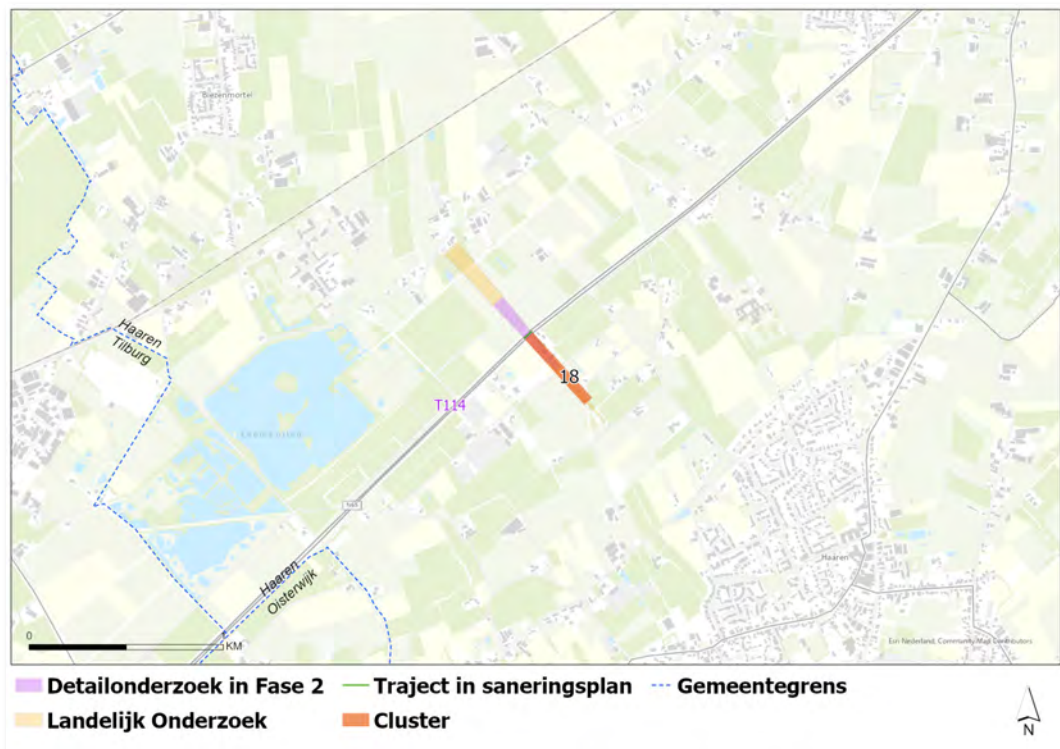 Biezenmortel
Haaren
Tilburg
18
T114
N65
Haaren
Haaren
Oisterwijk
0
KM
Esri Nederland, Community Map Contributors
Detailonderzoek in Fase 2
Traject in saneringsplan
Gemeentegrens
Landelijk Onderzoek
Cluster
N